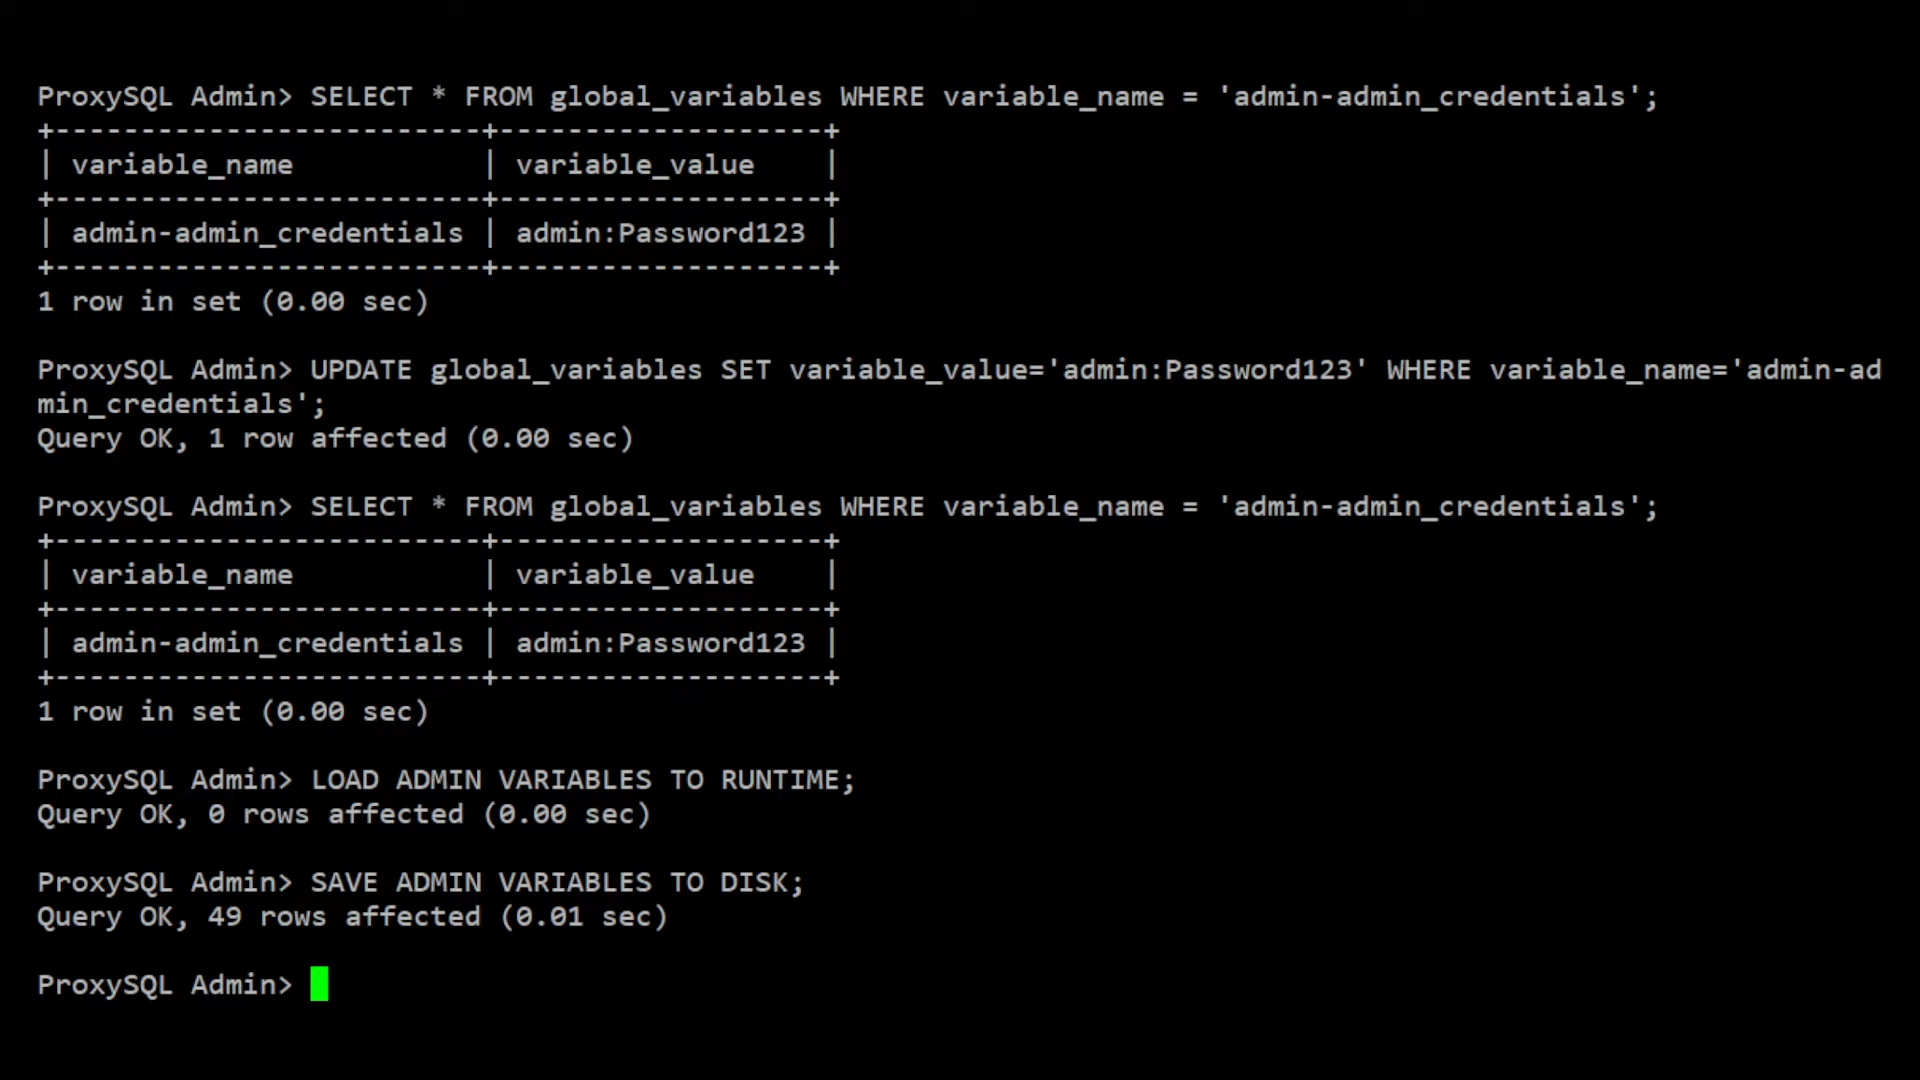 ProxySQL Admin> SELECT * FROM global_variables WHERE variable_name = 'admin-admin_credentials';
+-------------------------+-------------------+
| variable_name           | variable_value    |
+-------------------------+-------------------+
| admin-admin_credentials | admin:Password123 |
+-------------------------+-------------------+
1 row in set (0.00 sec)

ProxySQL Admin> UPDATE global_variables SET variable_value='admin:Password123' WHERE variable_name='admin-ad
min_credentials';
Query OK, 1 row affected (0.00 sec)

ProxySQL Admin> SELECT * FROM global_variables WHERE variable_name = 'admin-admin_credentials';
+-------------------------+-------------------+
| variable_name           | variable_value    |
+-------------------------+-------------------+
| admin-admin_credentials | admin:Password123 |
+-------------------------+-------------------+
1 row in set (0.00 sec)

ProxySQL Admin> LOAD ADMIN VARIABLES TO RUNTIME;
Query OK, 0 rows affected (0.00 sec)

ProxySQL Admin> SAVE ADMIN VARIABLES TO DISK;
Query OK, 49 rows affected (0.01 sec)

ProxySQL Admin>